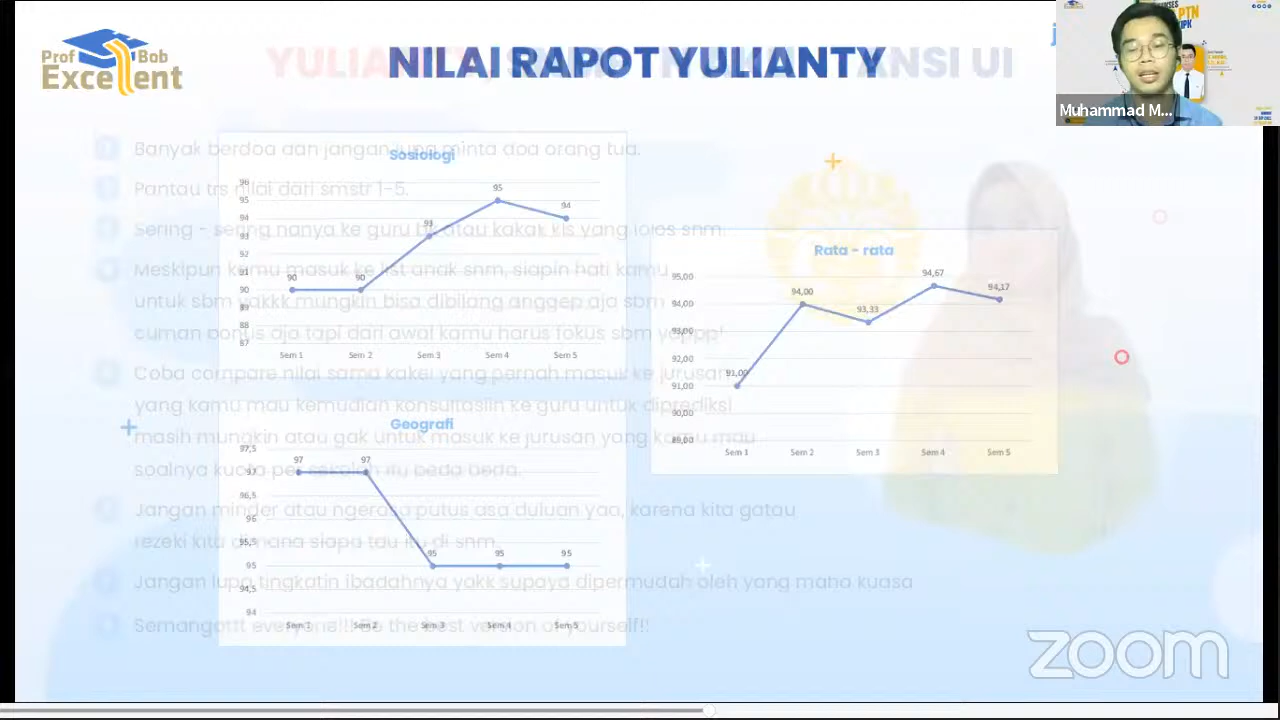 Prof Bob
Excellent
NILAI RAPOT YULIANTY
YULIA NSI UI
Muhammad M...
Banyak berdoa dan jangan lupa minta doa orang tua.
Pantau trs nilai dari smstr 1-5.
Sering - sering nanya ke guru bk atau kakak kls yang lolos snm.
Meskipun kamu masuk ke list anak snm, siapin hati kamu
untuk sbm yakkk mungkin bisa dibilang anggep aja sbm
cuman bonus aja tapi dari awal kamu harus fokus sbm yappp!
Coba compare nilai sama kakel yang pernah masuk ke jurusan
yang kamu mau kemudian konsultasiin ke guru untuk diprediksi
masih mungkin atau gak untuk masuk ke jurusan yang kamu mau
soalnya kuota per sekolah itu beda beda.
Jangan minder atau ngerasa putus asa duluan yaa, karena kita gatau
rezeki kita dimana siapa tau itu di snm.
Jangan lupa tingkatin ibadahnya yokk supaya dipermudah oleh yang maha kuasa
Semangattt everyone!!! Be the best version of yourself!!
Sosiologi
96
95
94
93
92
91
90
89
88
87
90 90 93 95 94
Sem 1 Sem 2 Sem 3 Sem 4 Sem 5
Geografi
97,5
97
96,5
96
95,5
95
94,5
94
97 97 95 95 95
Sem 1 Sem 2 Sem 3 Sem 4 Sem 5
Rata - rata
95,00
94,00
93,00
92,00
91,00
90,00
89,00
91,00 94,00 93,33 94,67 94,17
Sem 1 Sem 2 Sem 3 Sem 4 Sem 5
zoom